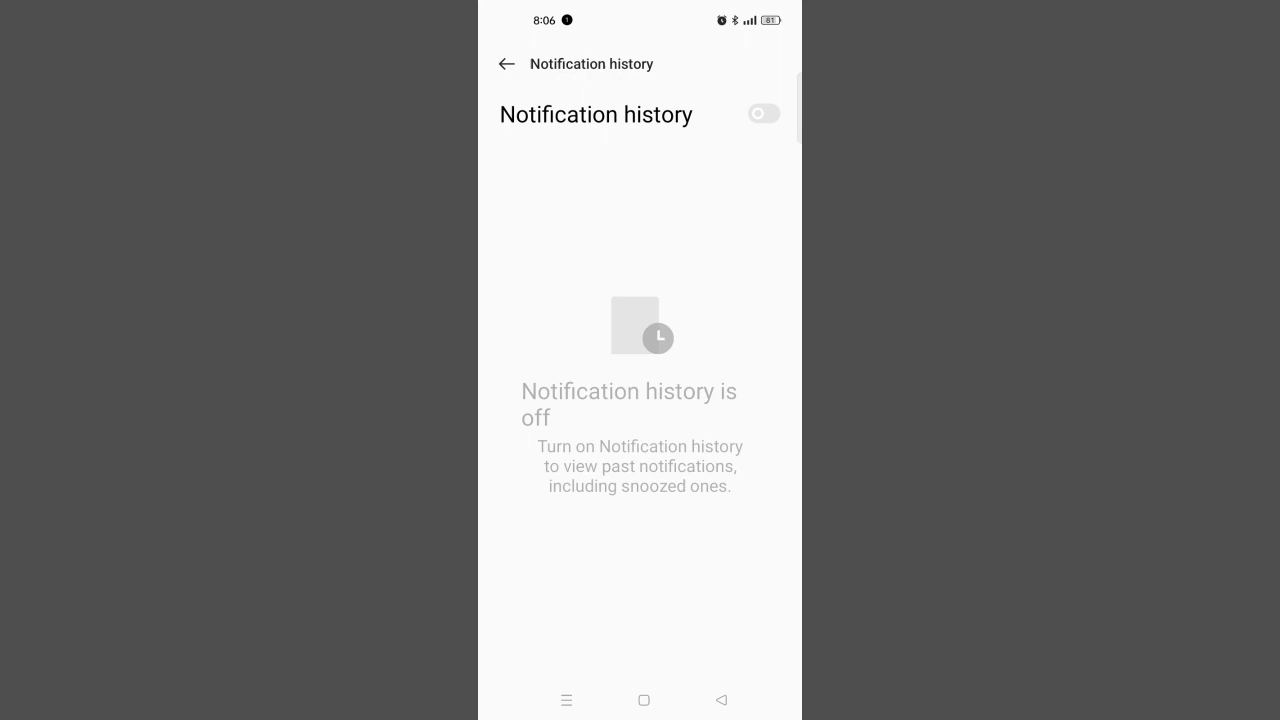 8:06
81
Notification history
Notification history
Notification history is
off
Turn on Notification history
to view past notifications,
including snoozed ones.